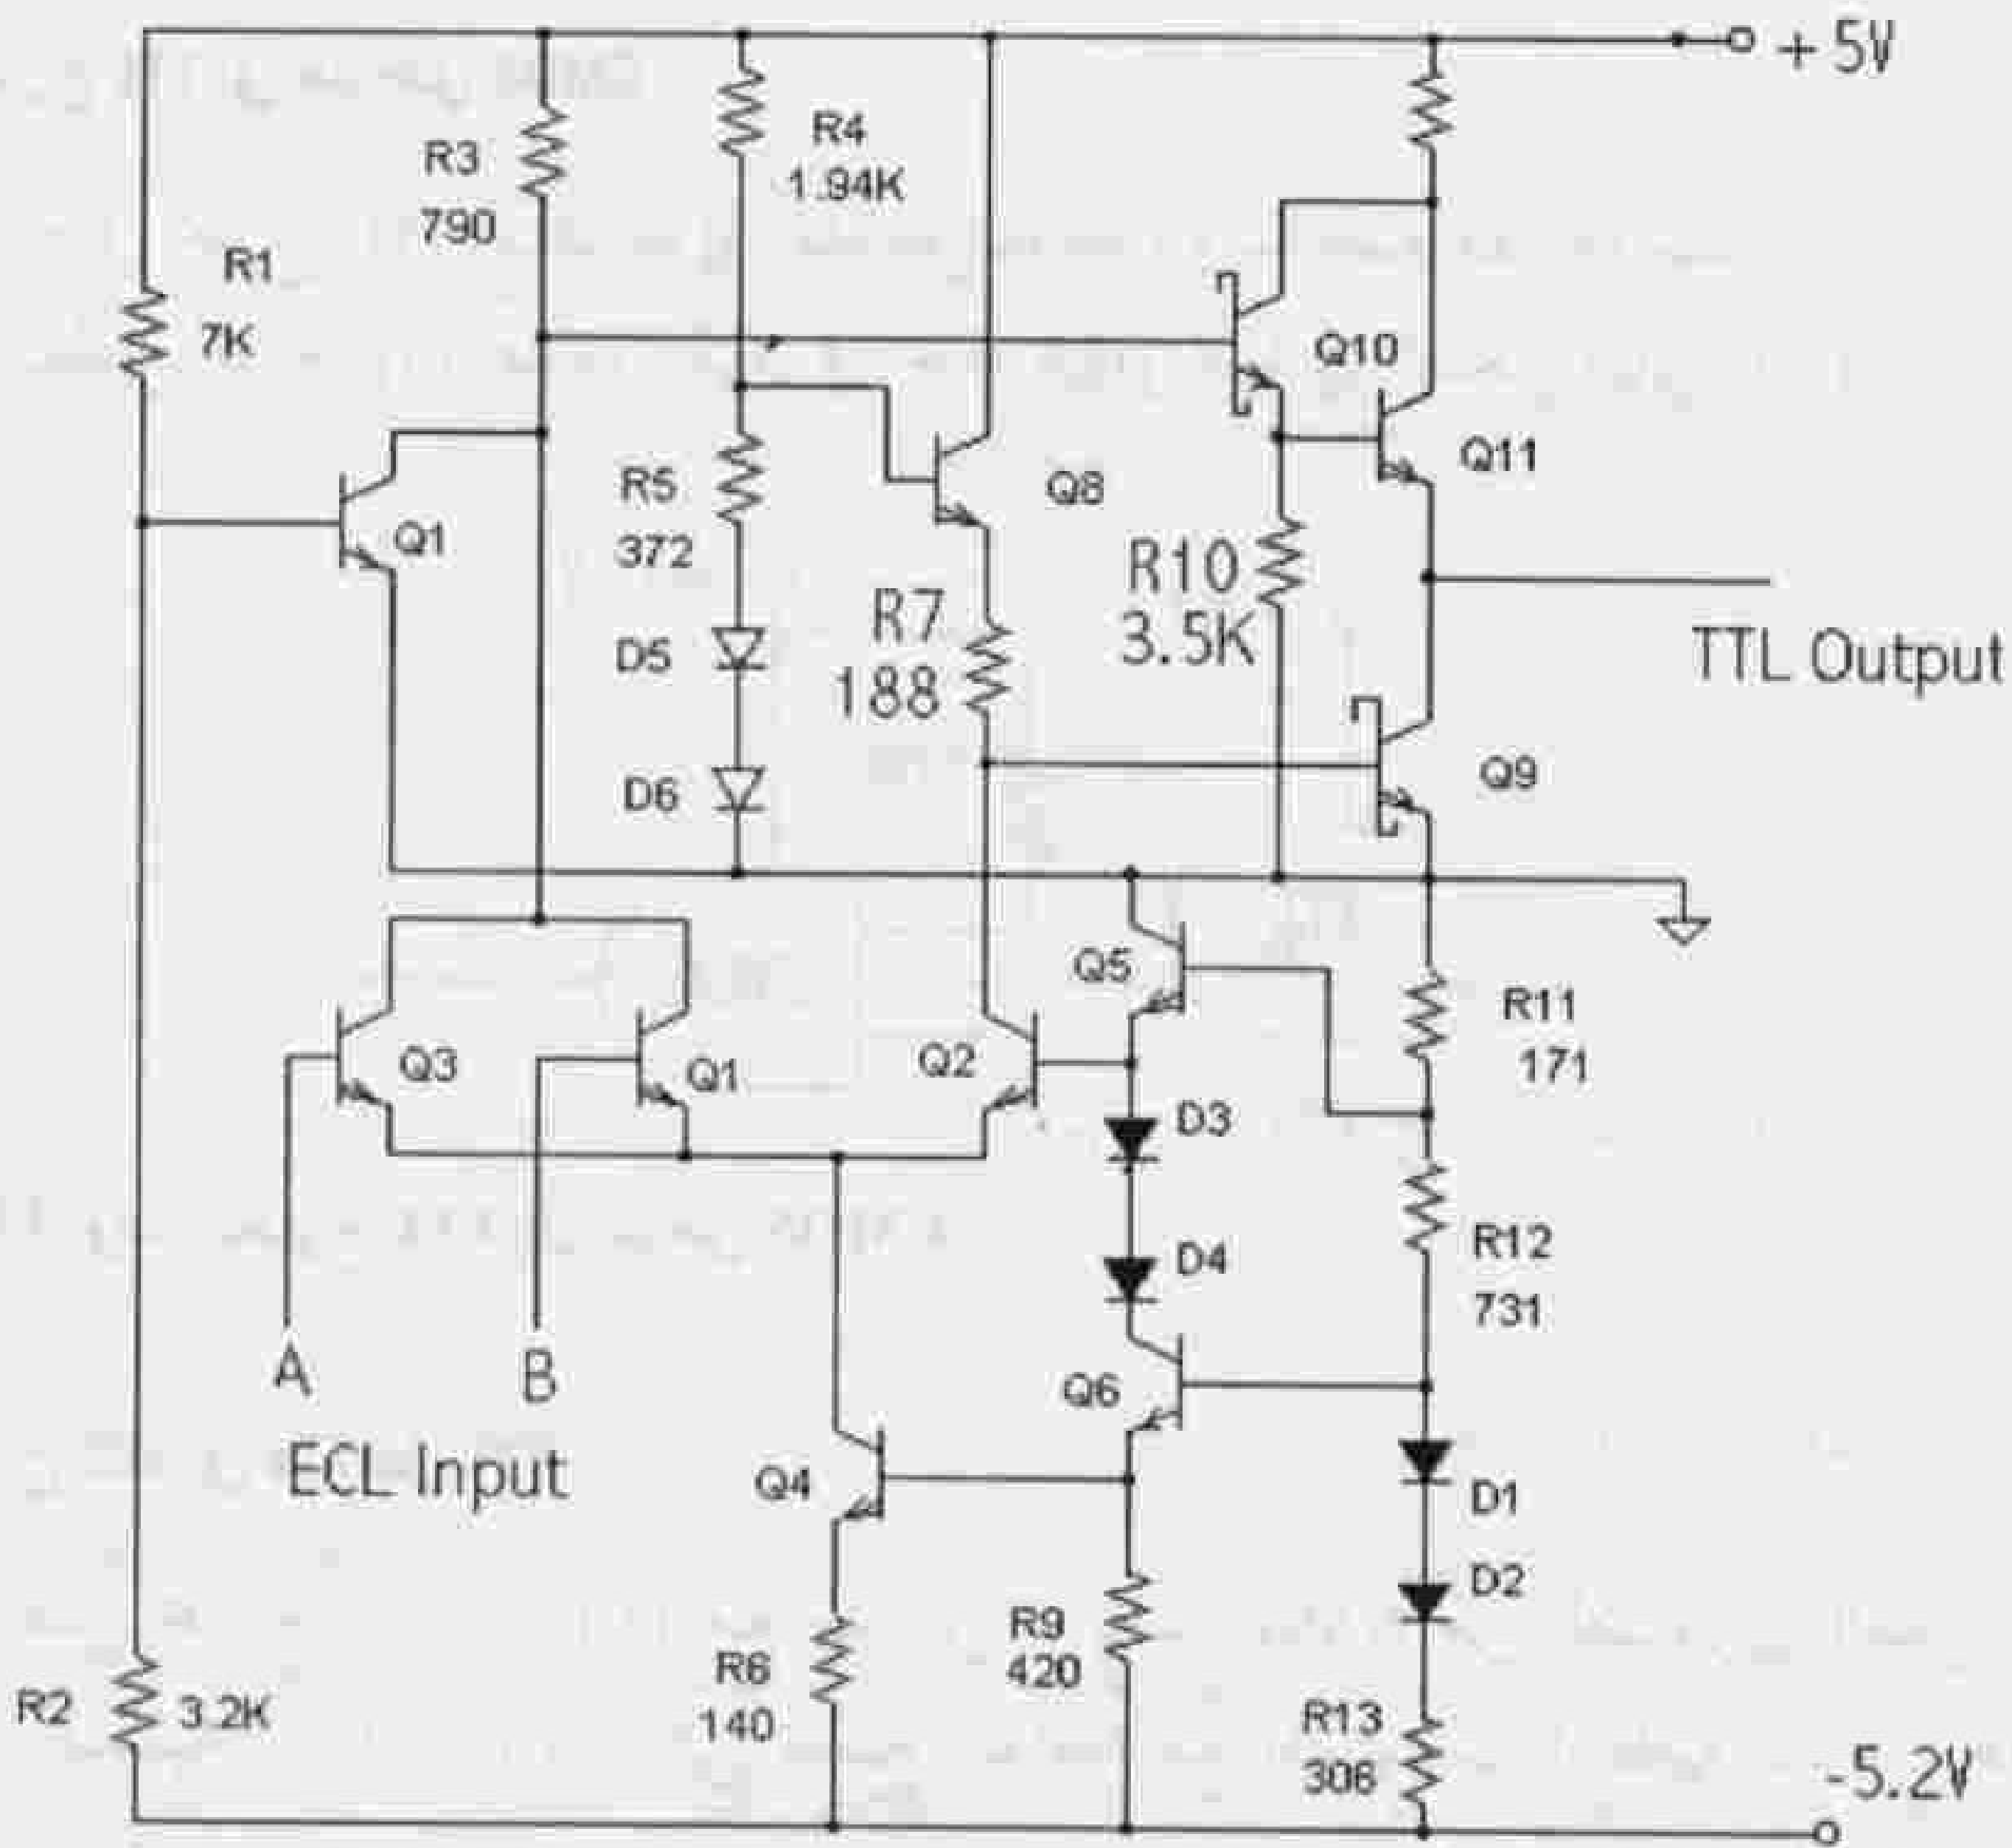 + 5V
R3
790
R4
1.94K
R1
7K
Q10
Q11
R5
372
Q8
Q1
R10
3.5K
R7
188
TTL Output
D5
D6
Q9
Q5
R11
171
Q3
Q1
Q2
D3
D4
R12
731
A
B
Q6
ECL Input
Q4
D1
D2
R9
420
R6
140
R2
3.2K
R13
306
-5.2V